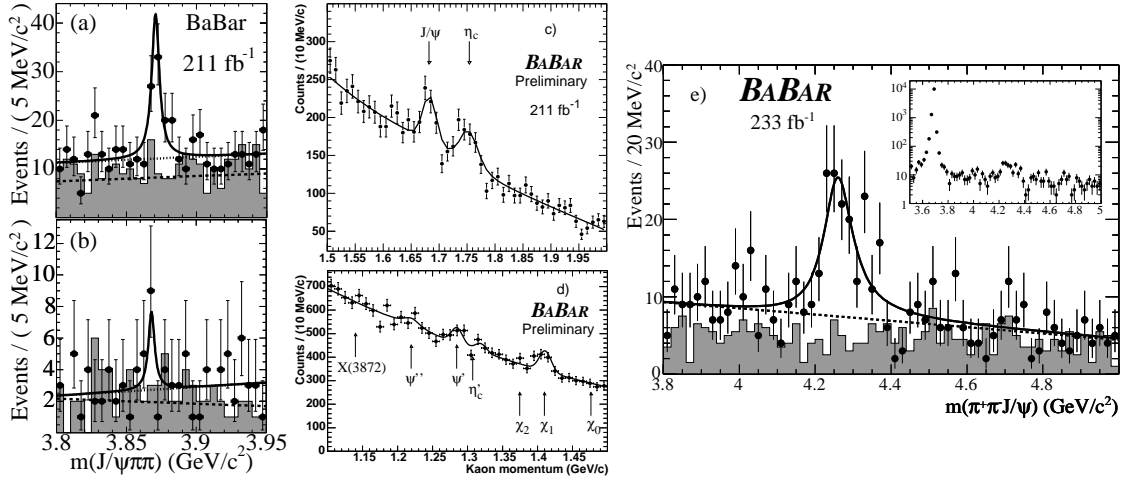 (a)
BaBar
211 fb-1
Events / ( 5 MeV/c2 )
40
30
20
10
(b)
Events / ( 5 MeV/c2 )
12
10
8
6
4
2
3.8 3.85 3.9 3.95
m(J/ψππ) (GeV/c2)
c)
J/ψ
ηc
BABAR
Preliminary
211 fb-1
Counts / (10 MeV/c)
350
300
250
200
150
100
50
1.5 1.55 1.6 1.65 1.7 1.75 1.8 1.85 1.9 1.95
d)
BABAR
Preliminary
Counts / (10 MeV/c)
700
600
500
400
300
200
100
0
X(3872)
ψ''
ψ'
η'c
χ2
χ1
χ0
1.15 1.2 1.25 1.3 1.35 1.4 1.45
Kaon momentum (GeV/c)
e)
BABAR
233 fb-1
Events / 20 MeV/c2
40
30
20
10
0
3.8 4 4.2 4.4 4.6 4.8 5
m(π+π-J/ψ) (GeV/c2)
104
103
102
10
1
3.6 3.8 4 4.2 4.4 4.6 4.8 5